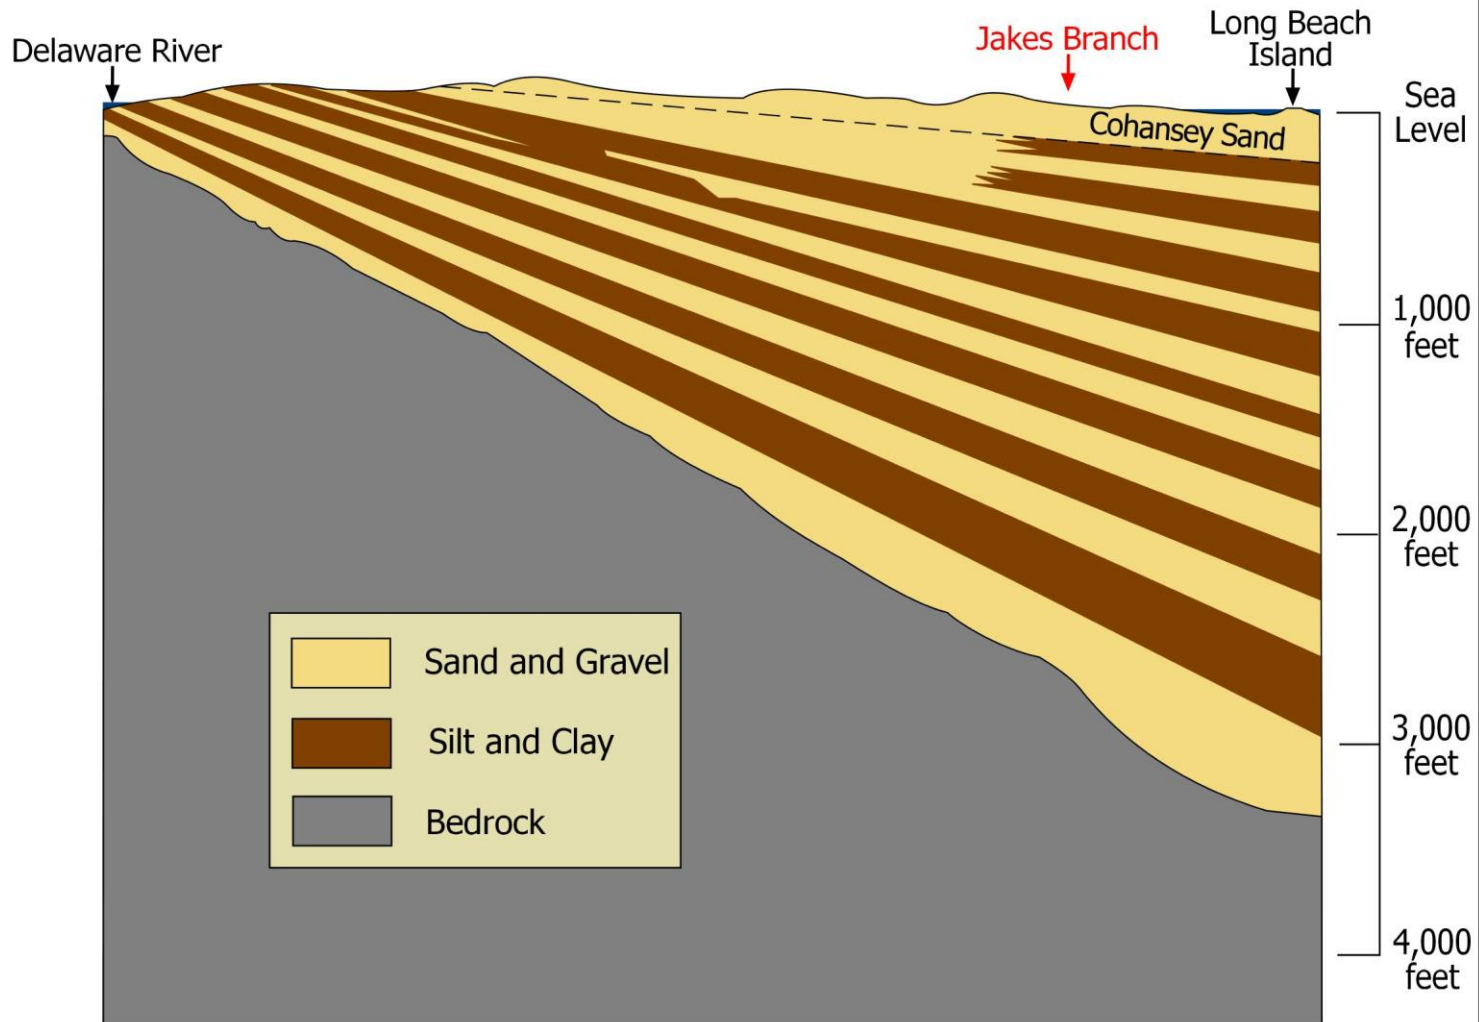 Delaware River
Jakes Branch
Long Beach
Island
Sea
Level
Cohansey Sand
1,000
feet
2,000
feet
Sand and Gravel
Silt and Clay
3,000
feet
Bedrock
4,000
feet